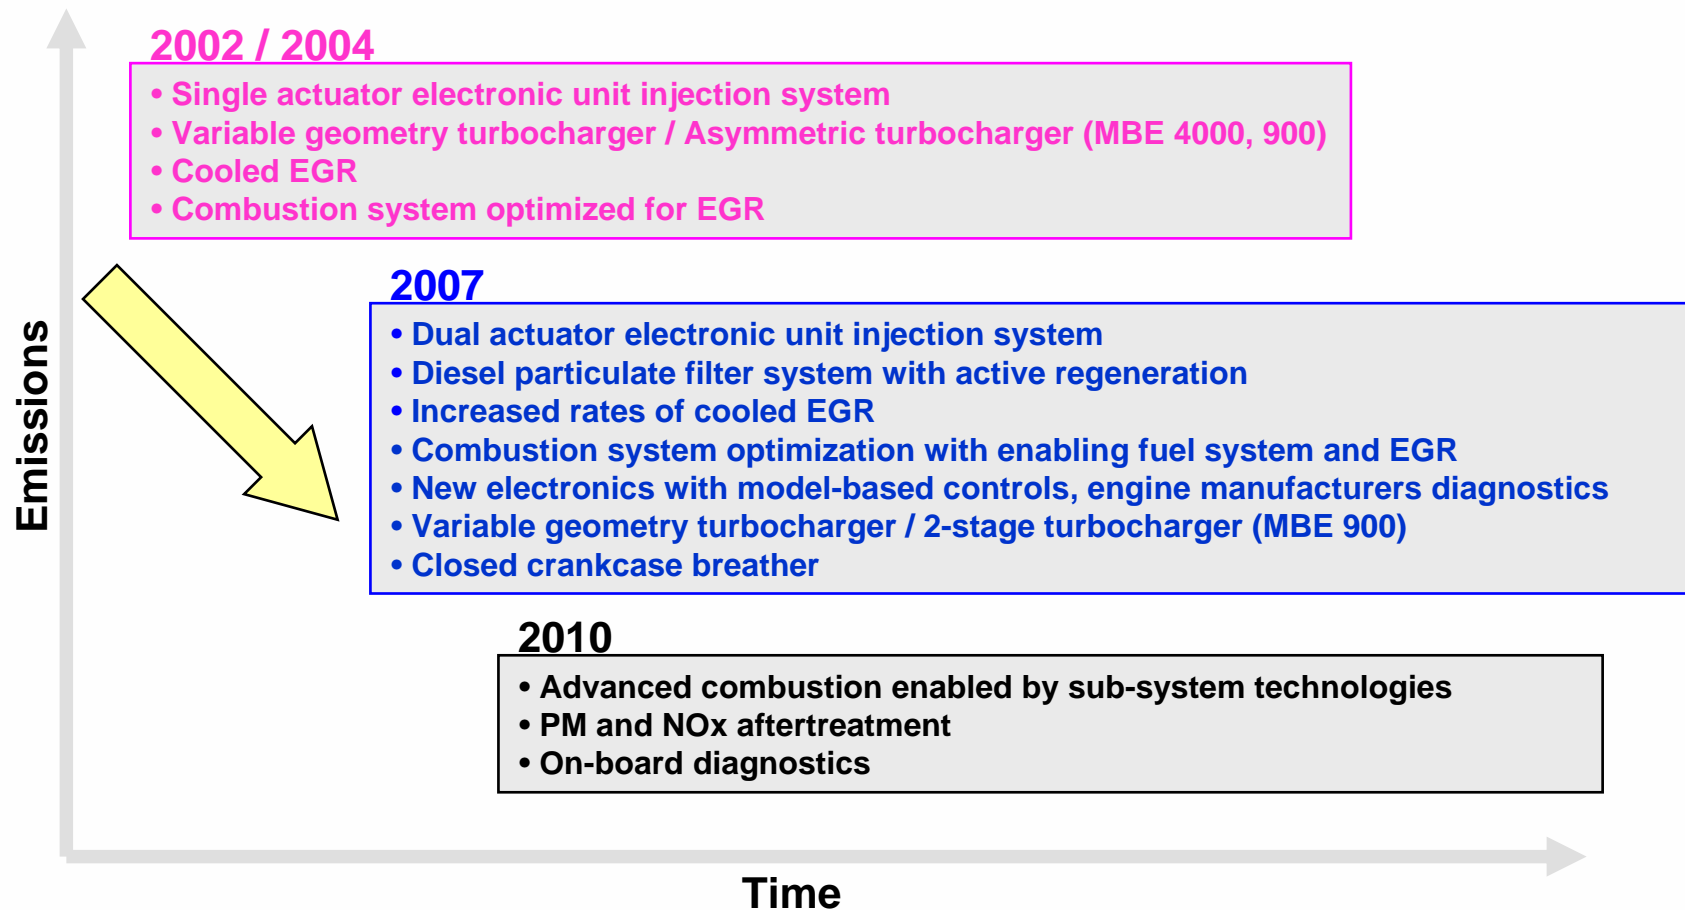 2002 / 2004
• Single actuator electronic unit injection system
• Variable geometry turbocharger / Asymmetric turbocharger (MBE 4000, 900)
• Cooled EGR
• Combustion system optimized for EGR
2007
• Dual actuator electronic unit injection system
• Diesel particulate filter system with active regeneration
• Increased rates of cooled EGR
• Combustion system optimization with enabling fuel system and EGR
• New electronics with model-based controls, engine manufacturers diagnostics
• Variable geometry turbocharger / 2-stage turbocharger (MBE 900)
• Closed crankcase breather
2010
• Advanced combustion enabled by sub-system technologies
• PM and NOx aftertreatment
• On-board diagnostics
Emissions
Time